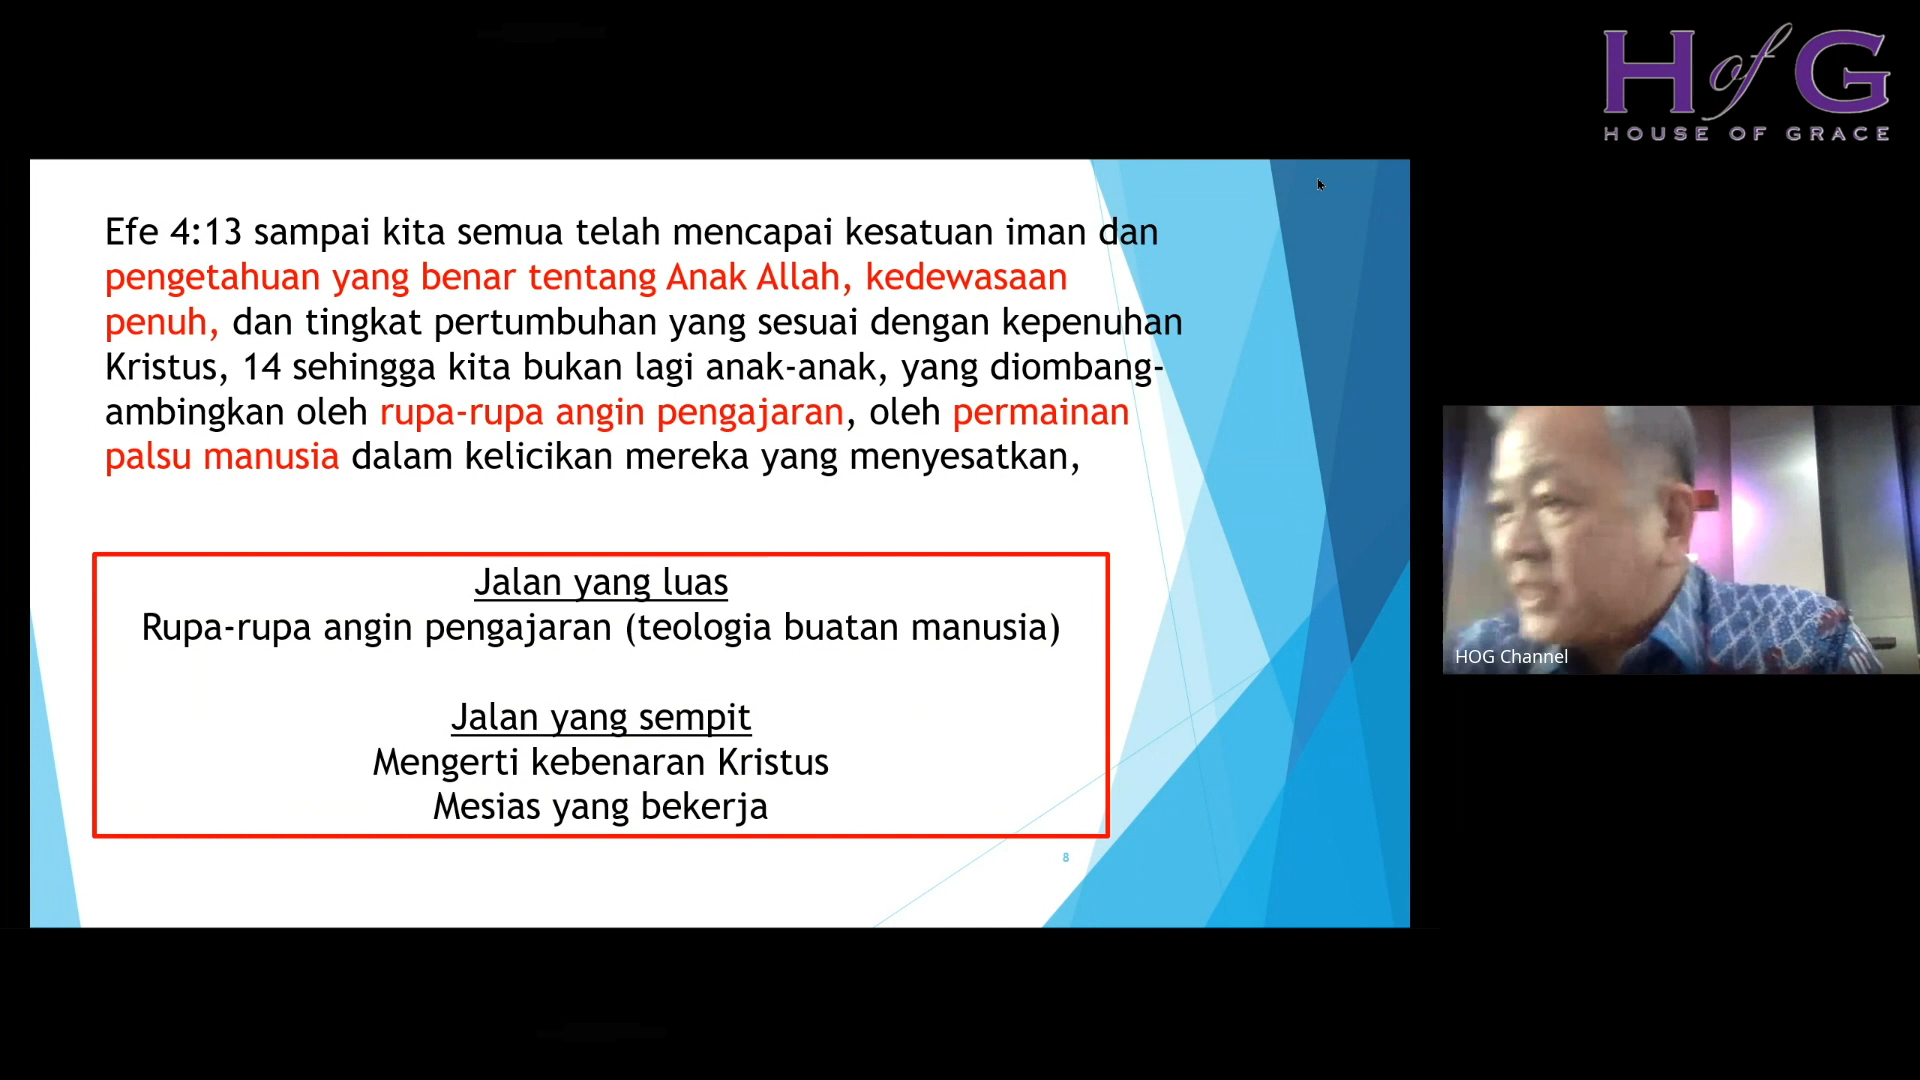 H of G
HOUSE OF GRACE
Efe 4:13 sampai kita semua telah mencapai kesatuan iman dan
pengetahuan yang benar tentang Anak Allah, kedewasaan
penuh, dan tingkat pertumbuhan yang sesuai dengan kepenuhan
Kristus, 14 sehingga kita bukan lagi anak-anak, yang diombang-
ambingkan oleh rupa-rupa angin pengajaran, oleh permainan
palsu manusia dalam kelicikan mereka yang menyesatkan,
Jalan yang luas
Rupa-rupa angin pengajaran (teologia buatan manusia)
Jalan yang sempit
Mengerti kebenaran Kristus
Mesias yang bekerja
8
HOG Channel